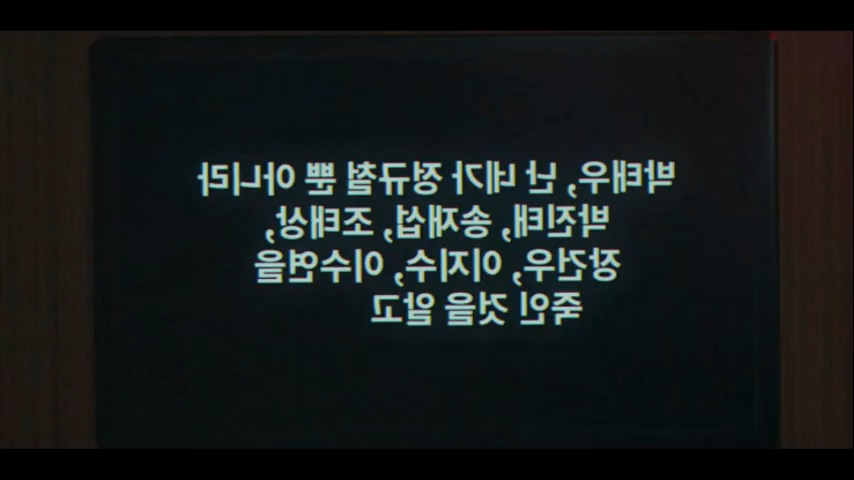 박태우, 난 네가 정규철 뿐 아니라
박진태, 송재섭, 조태상,
장건우, 이지수, 이수연을
죽인 것을 알고